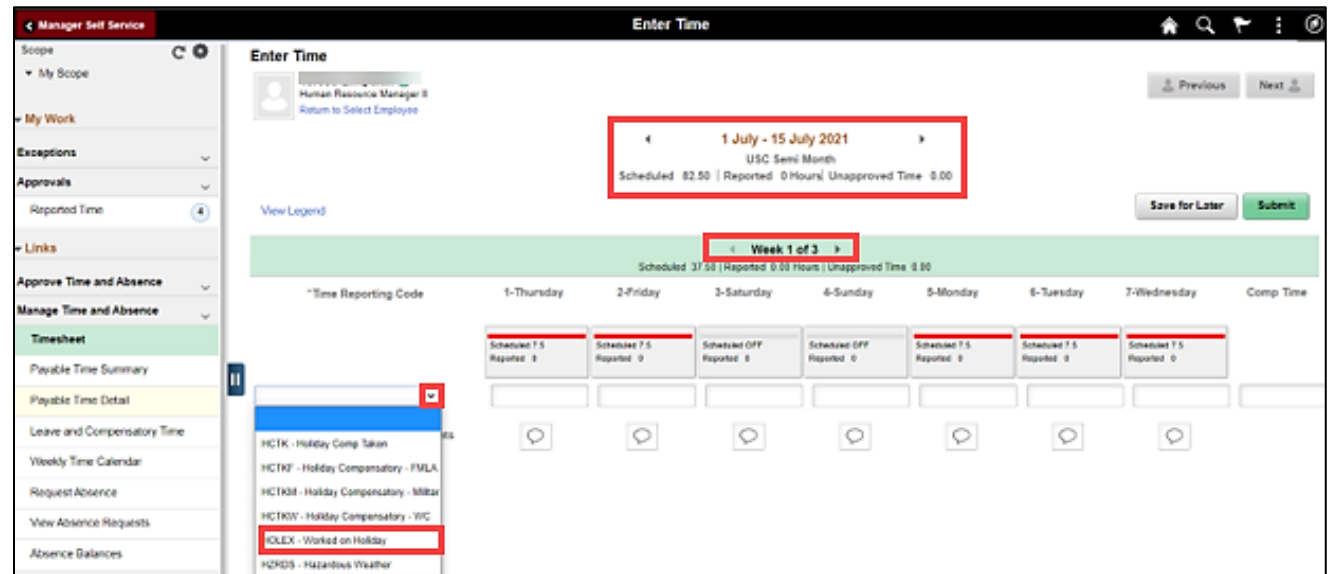 Manager Self Service
Enter Time
Scope
My Scope
My Work
Exceptions
Approvals
Reported Time 4
Links
Approve Time and Absence
Manage Time and Absence
Timesheet
Payable Time Summary
Payable Time Detail
Leave and Compensatory Time
Weekly Time Calendar
Request Absence
View Absence Requests
Absence Balances
Enter Time
Human Resource Manager II
Return to Select Employee
Previous Next
1 July - 15 July 2021
USC Semi Month
Scheduled 82.50 | Reported 0 Hours| Unapproved Time 0.00
View Legend
Save for Later Submit
Week 1 of 3
Scheduled 37.50 | Reported 0.00 Hours | Unapproved Time 0.00
*Time Reporting Code 1-Thursday 2-Friday 3-Saturday 4-Sunday 5-Monday 6-Tuesday 7-Wednesday Comp Time
Scheduled 7.5 Scheduled 7.5 Scheduled OFF Scheduled OFF Scheduled 7.5 Scheduled 7.5 Scheduled 7.5
Reported 0 Reported 0 Reported 0 Reported 0 Reported 0 Reported 0 Reported 0
HCTK - Holiday Comp Taken
HCTKF - Holiday Compensatory - FMLA
HCTKM - Holiday Compensatory - Militar
HCTKW - Holiday Compensatory - WC
HOLEX - Worked on Holiday
HZRDS - Hazardous Weather